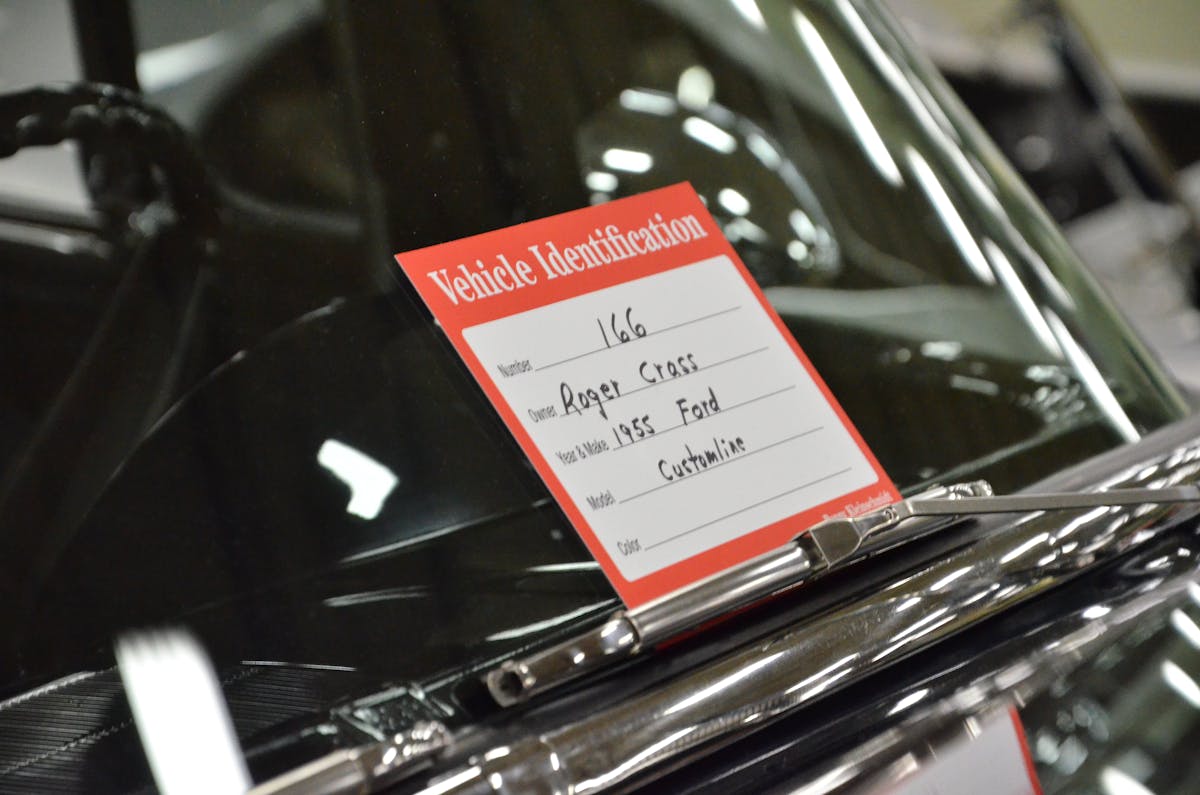 Vehicle Identification
Number 166
Owner Roger Crass
Year & Make 1955 Ford
Model Customline
Color